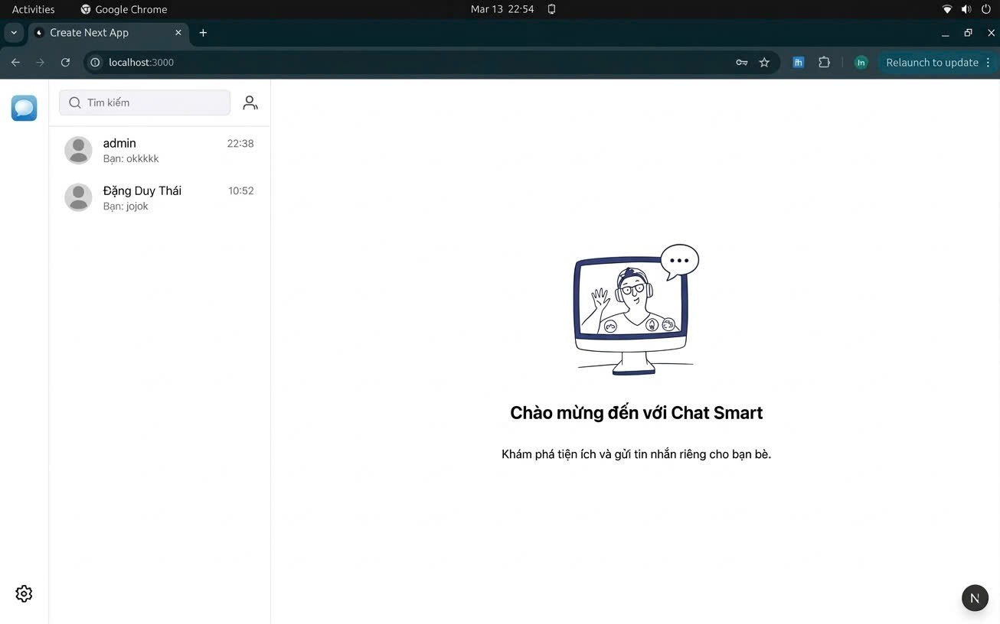 Activities
Google Chrome
Mar 13 22:54
Create Next App
localhost:3000
In
Relaunch to update
Tìm kiếm
admin
22:38
Bạn: okkkkk
Đặng Duy Thái
10:52
Bạn: jojok
Chào mừng đến với Chat Smart
Khám phá tiện ích và gửi tin nhắn riêng cho bạn bè.
N